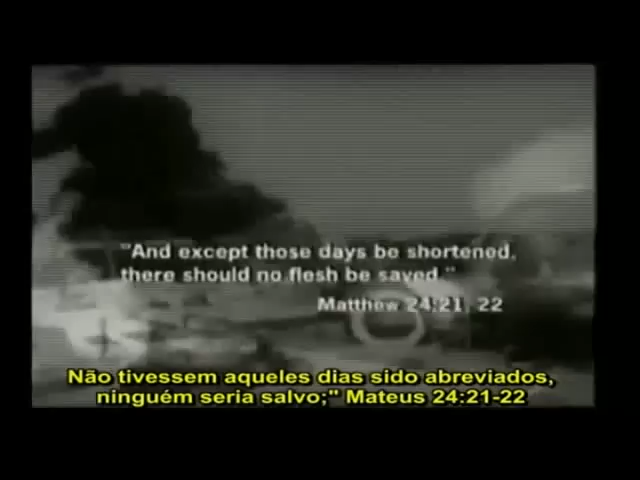 "And except those days be shortened,
there should no flesh be saved."
Matthew 24:21, 22
Não tivessem aqueles dias sido abreviados,
ninguém seria salvo;" Mateus 24:21-22